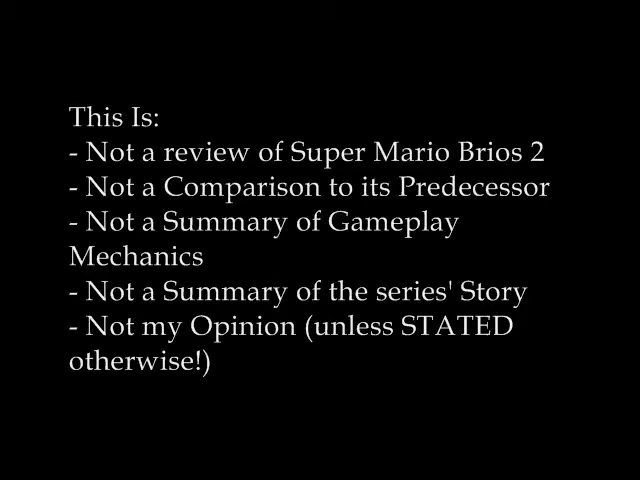 This Is:
- Not a review of Super Mario Brios 2
- Not a Comparison to its Predecessor
- Not a Summary of Gameplay
Mechanics
- Not a Summary of the series' Story
- Not my Opinion (unless STATED
otherwise!)